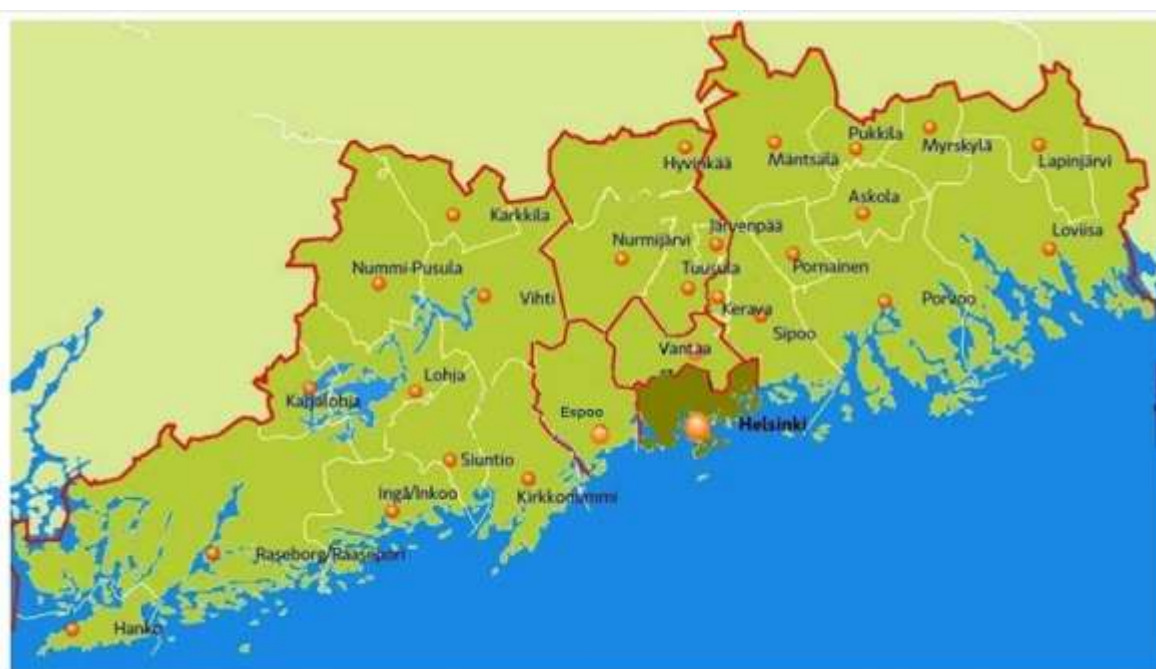 Pukkila
Myrskylä
Hyvinkää
Mäntsälä
Lapinjärvi
Askola
Karkkila
Järvenpää
Loviisa
Nurmijärvi
Nummi-Pusula
Tuusula
Pornainen
Vihti
Kerava
Porvoo
Sipoo
Vantaa
Lohja
Karjalohja
Espoo
Helsinki
Siuntio
Ingå/Inkoo
Kirkkonummi
Raseborg/Raasepori
Hanko